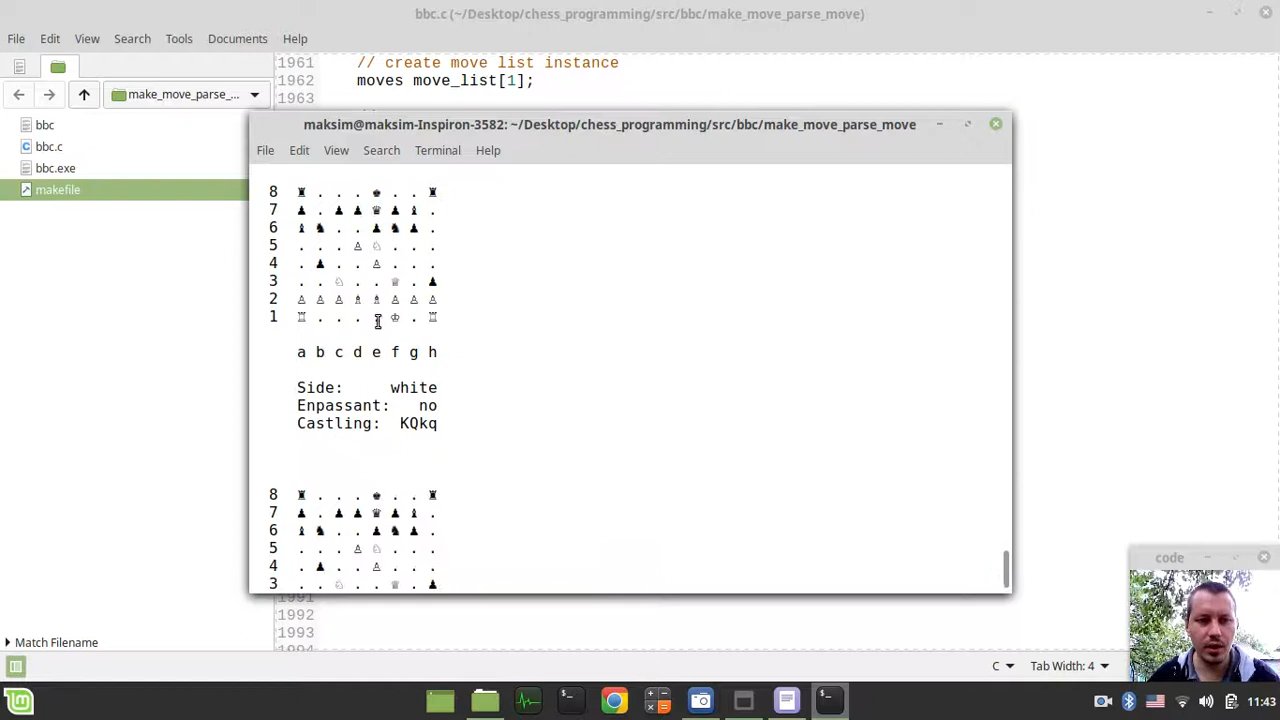 bbc.c (~/Desktop/chess_programming/src/bbc/make_move_parse_move)
File Edit View Search Tools Documents Help
make_move_parse_...
bbc
bbc.c
bbc.exe
makefile
1961 // create move list instance
1962 moves move_list[1];
1963
maksim@maksim-Inspiron-3582: ~/Desktop/chess_programming/src/bbc/make_move_parse_move
File Edit View Search Terminal Help
8 ♜ . . . ♚ . . ♜
7 ♟ . ♟ ♟ ♛ ♟ ♝ .
6 ♝ ♞ . . ♟ ♞ ♟ .
5 . . . ♙ ♘ . . .
4 . ♟ . . ♙ . . .
3 . . ♘ . . ♕ . ♟
2 ♙ ♙ ♙ ♗ ♗ ♙ ♙ ♙
1 ♖ . . . . ♔ . ♖
a b c d e f g h
Side: white
Enpassant: no
Castling: KQkq
8 ♜ . . . ♚ . . ♜
7 ♟ . ♟ ♟ ♛ ♟ ♝ .
6 ♝ ♞ . . ♟ ♞ ♟ .
5 . . . ♙ ♘ . . .
4 . ♟ . . ♙ . . .
3 . . ♘ . . ♕ . ♟
1992
1993
code
Match Filename
C Tab Width: 4
11:43